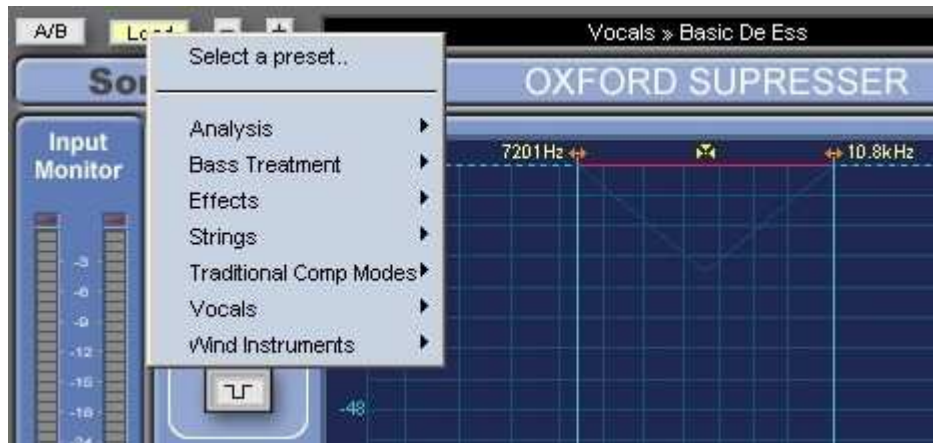 A/B
Vocals » Basic De Ess
Select a preset..
OXFORD SUPRESSER
Analysis
Bass Treatment
Effects
Strings
Traditional Comp Modes
Vocals
Wind Instruments
Input
Monitor
7201Hz
10.8kHz
-3
-6
-9
-12
-15
-18
-48